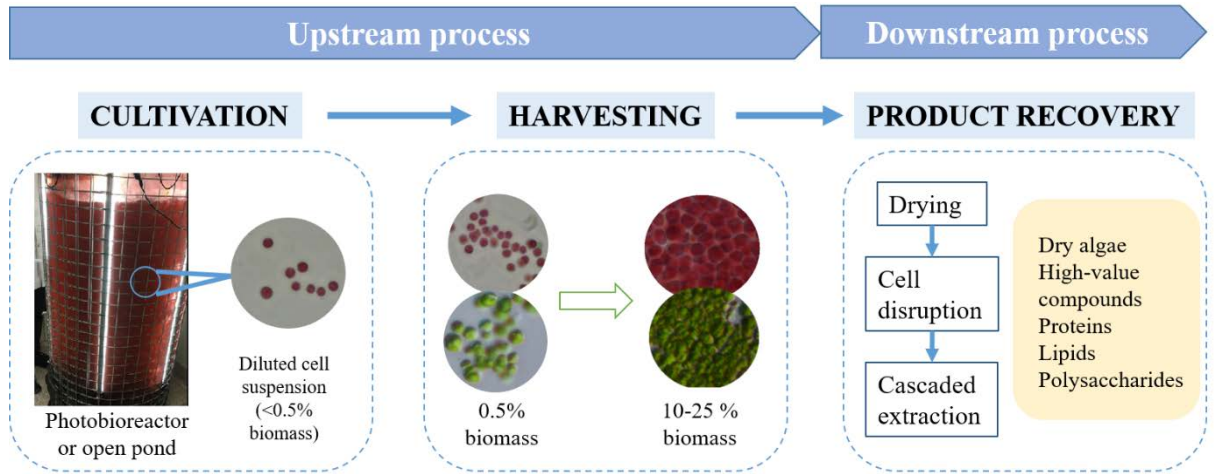 Upstream process
Downstream process
CULTIVATION
HARVESTING
PRODUCT RECOVERY
Photobioreactor
or open pond
Diluted cell
suspension
(<0.5%
biomass)
0.5%
biomass
10-25 %
biomass
Drying
Cell
disruption
Cascaded
extraction
Dry algae
High-value
compounds
Proteins
Lipids
Polysaccharides